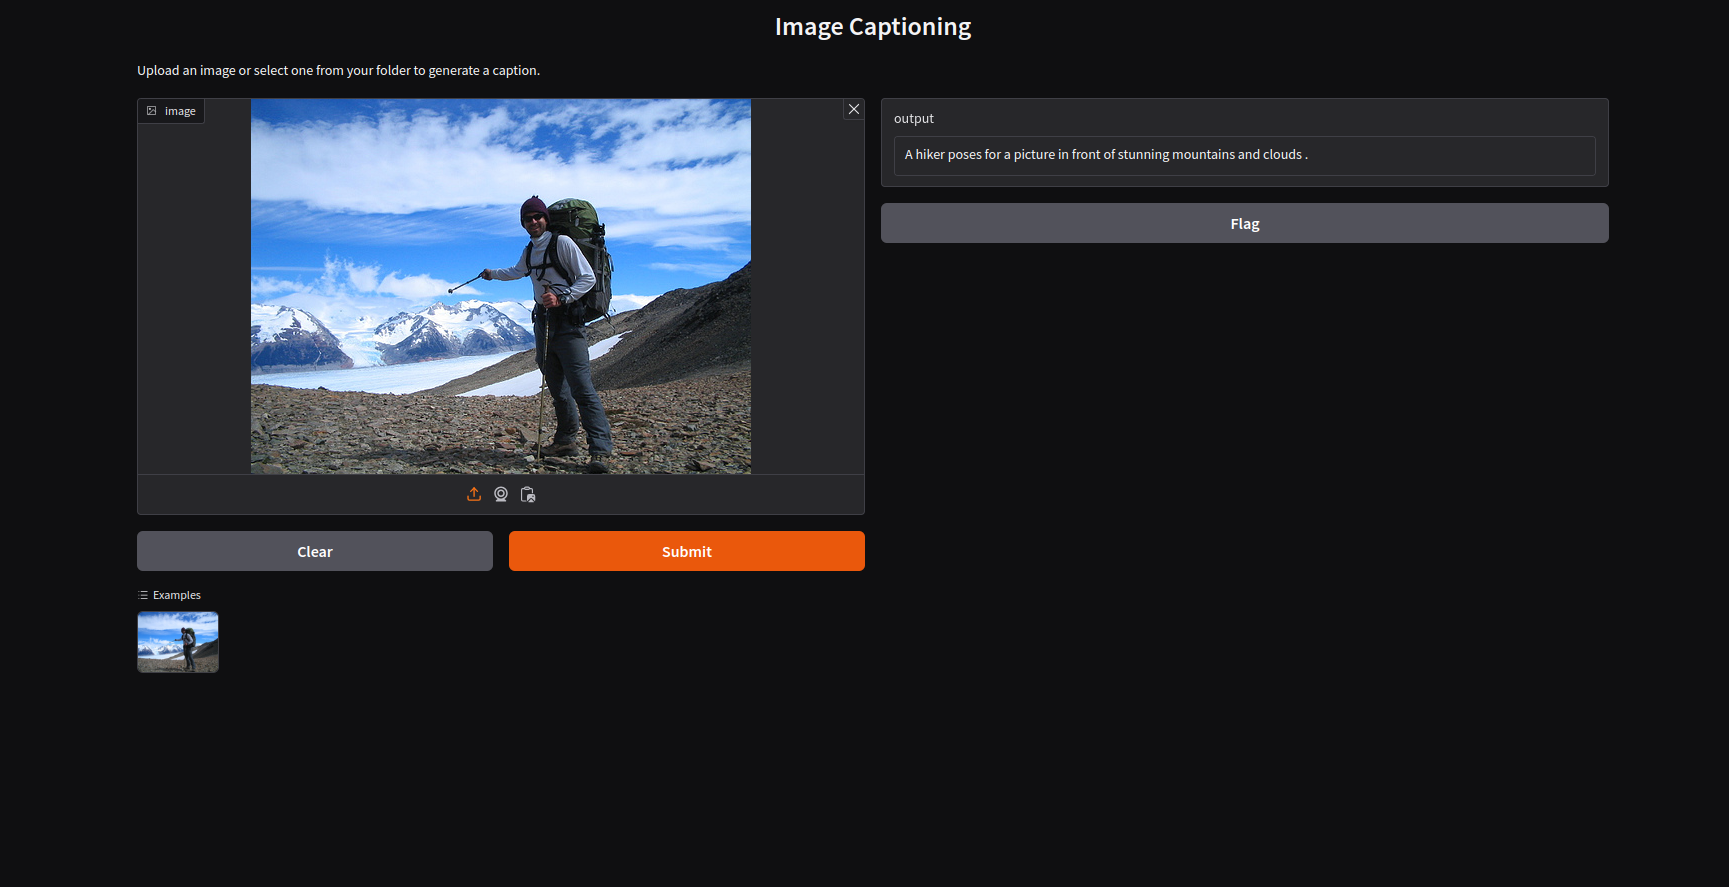 Image Captioning
Upload an image or select one from your folder to generate a caption.
image
output
A hiker poses for a picture in front of stunning mountains and clouds .
Flag
Clear
Submit
Examples